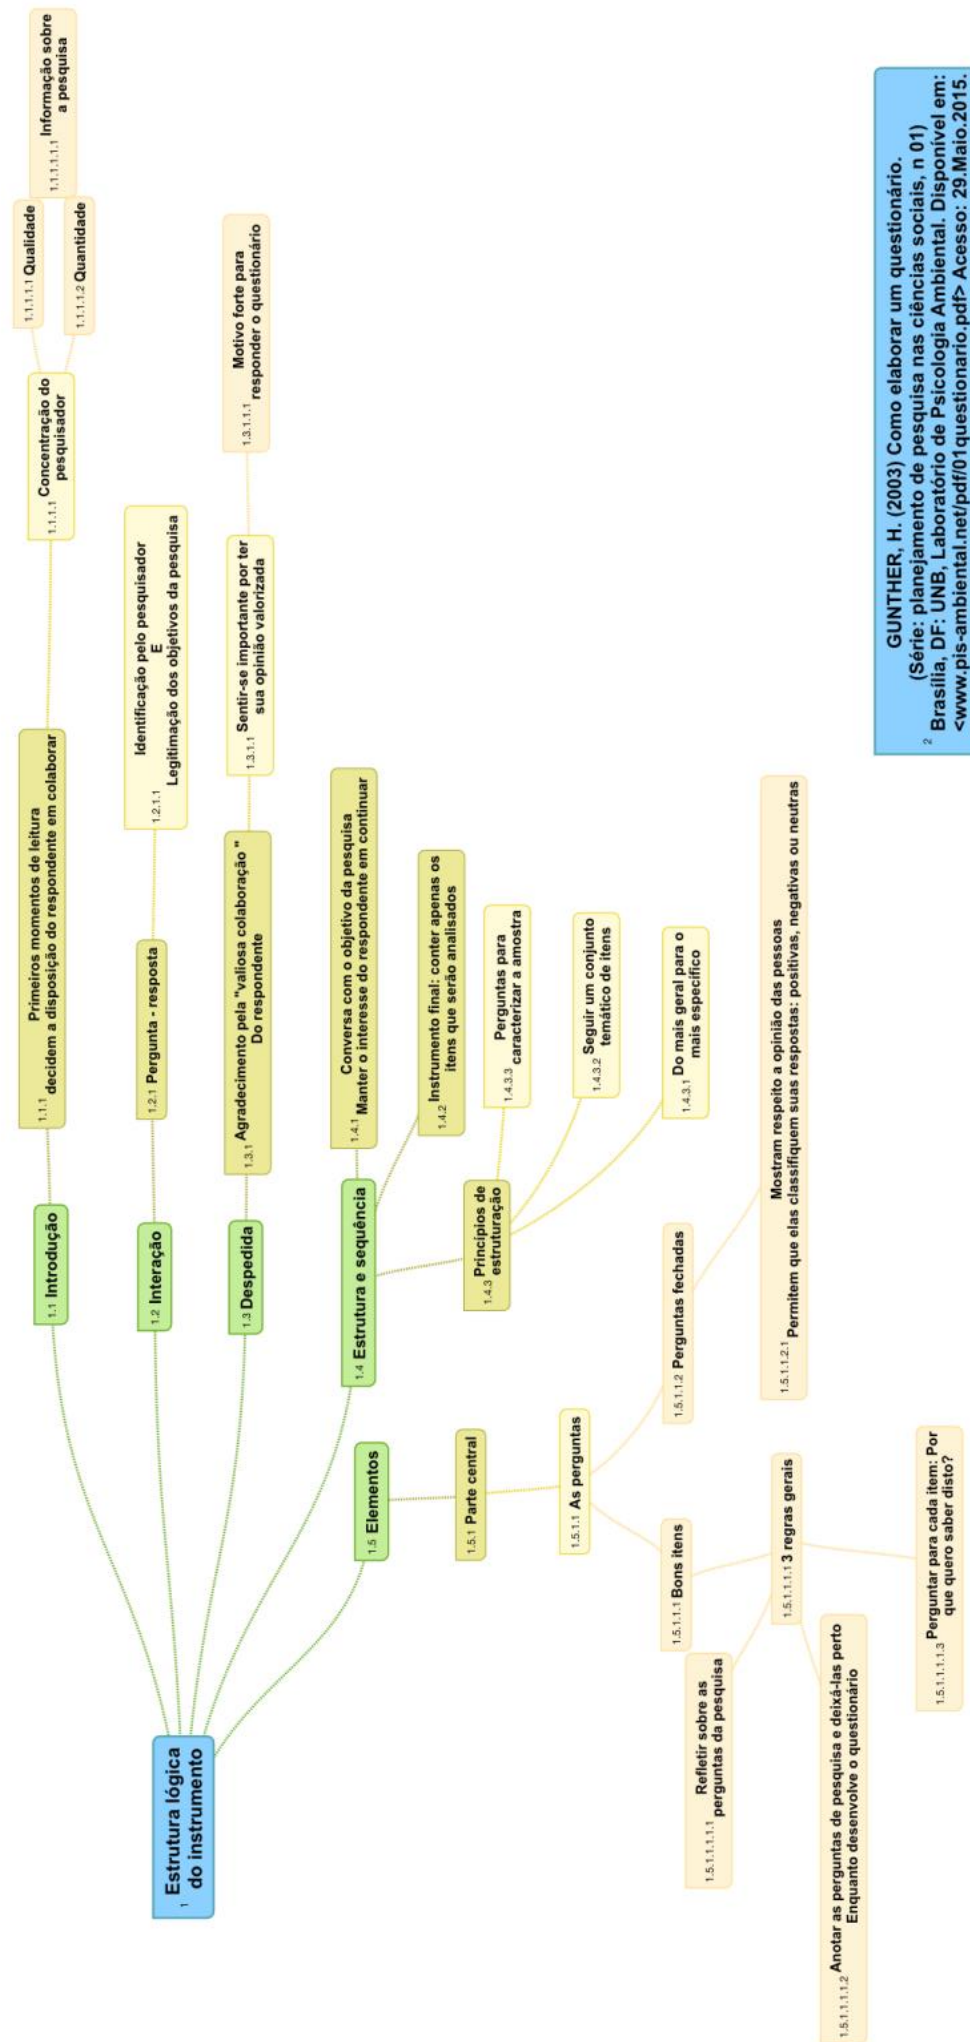 1 Estrutura lógica
do instrumento
1.1 Introdução
1.1.1 Primeiros momentos de leitura
decidem a disposição do respondente em colaborar
1.1.1.1 Concentração do
pesquisador
1.1.1.1.1 Qualidade
1.1.1.1.2 Quantidade
1.1.1.1.1.1 Informação sobre
a pesquisa
1.2 Interação
1.2.1 Pergunta - resposta
1.2.1.1 Identificação pelo pesquisador
E
Legitimação dos objetivos da pesquisa
1.3 Despedida
1.3.1 Agradecimento pela "valiosa colaboração "
Do respondente
1.3.1.1 Sentir-se importante por ter
sua opinião valorizada
1.3.1.1.1 Motivo forte para
responder o questionário
1.4 Estrutura e sequência
1.4.1 Conversa com o objetivo da pesquisa
Manter o interesse do respondente em continuar
1.4.2 Instrumento final: conter apenas os
itens que serão analisados
1.4.3 Princípios de
estruturação
1.4.3.3 Perguntas para
caracterizar a amostra
1.4.3.2 Seguir um conjunto
temático de itens
1.4.3.1 Do mais geral para o
mais específico
1.5 Elementos
1.5.1 Parte central
1.5.1.1 As perguntas
1.5.1.1.2 Perguntas fechadas
1.5.1.1.2.1 Mostram respeito a opinião das pessoas
Permitem que elas classifiquem suas respostas: positivas, negativas ou neutras
1.5.1.1.1 Bons itens
1.5.1.1.1.1 3 regras gerais
1.5.1.1.1.1.1 Refletir sobre as
perguntas da pesquisa
1.5.1.1.1.1.2 Anotar as perguntas de pesquisa e deixá-las perto
Enquanto desenvolve o questionário
1.5.1.1.1.1.3 Perguntar para cada item: Por
que quero saber disto?
2 GUNTHER, H. (2003) Como elaborar um questionário.
(Série: planejamento de pesquisa nas ciências sociais, n 01)
Brasília, DF: UNB, Laboratório de Psicologia Ambiental. Disponível em:
<www.pis-ambiental.net/pdf/01questionario.pdf> Acesso: 29.Maio.2015.